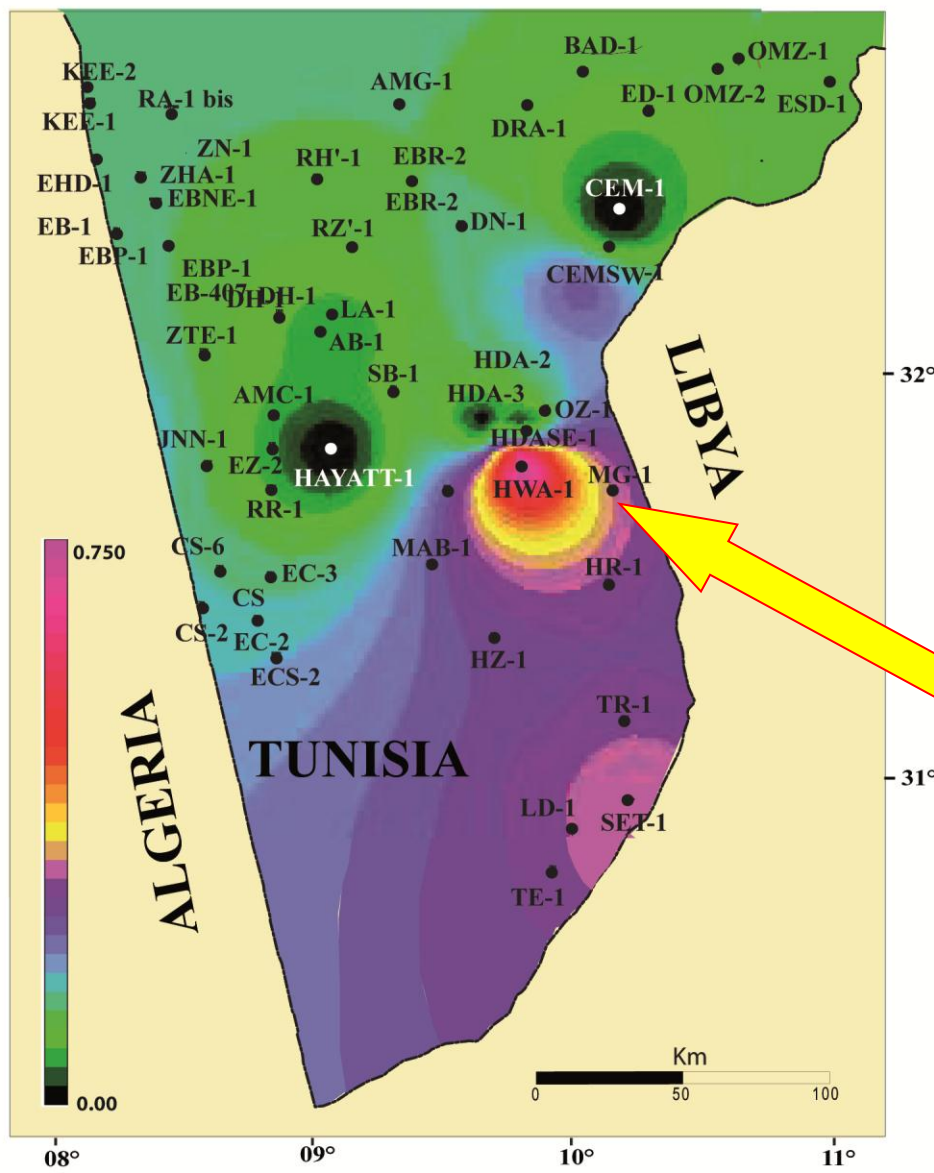 BAD-1
OMZ-1
KEE-2
AMG-1
RA-1 bis
ED-1
OMZ-2
ESD-1
KEE-1
DRA-1
ZN-1
RH'-1
EBR-2
EHD-1
ZHA-1
CEM-1
EBNE-1
EBR-2
EB-1
RZ'-1
DN-1
EBP-1
CEMSW-1
EBP-1
EB-407
DH-1
DH-1
LA-1
ZTE-1
AB-1
HDA-2
32°
SB-1
AMC-1
HDA-3
OZ-1
LIBYA
JNN-1
HDASE-1
EZ-2
HAYATT-1
HWA-1
MG-1
RR-1
0.750
CS-6
MAB-1
EC-3
HR-1
CS
CS-2
EC-2
HZ-1
ECS-2
TR-1
TUNISIA
31°
ALGERIA
LD-1
SET-1
TE-1
Km
0.00
0
50
100
08°
09°
10°
11°